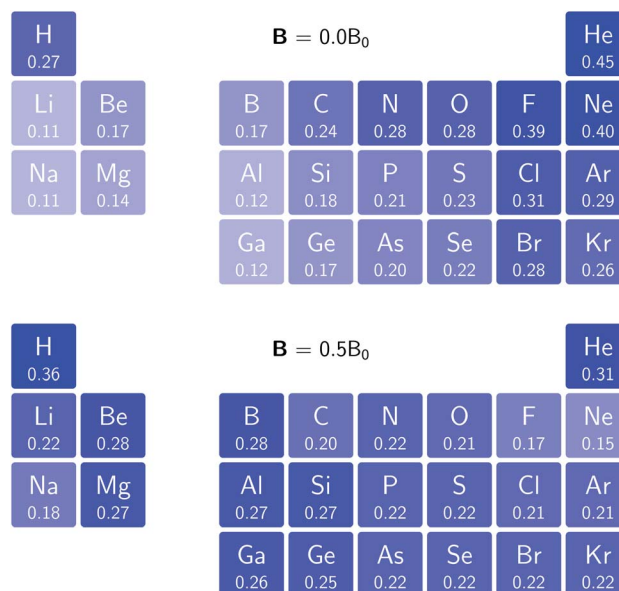 H B = 0.0B₀ He
0.27 0.45
Li Be B C N O F Ne
0.11 0.17 0.17 0.24 0.28 0.28 0.39 0.40
Na Mg Al Si P S Cl Ar
0.11 0.14 0.12 0.18 0.21 0.23 0.31 0.29
Ga Ge As Se Br Kr
0.12 0.17 0.20 0.22 0.28 0.26
H B = 0.5B₀ He
0.36 0.31
Li Be B C N O F Ne
0.22 0.28 0.28 0.20 0.22 0.21 0.17 0.15
Na Mg Al Si P S Cl Ar
0.18 0.27 0.27 0.27 0.22 0.22 0.21 0.21
Ga Ge As Se Br Kr
0.26 0.25 0.22 0.22 0.22 0.22